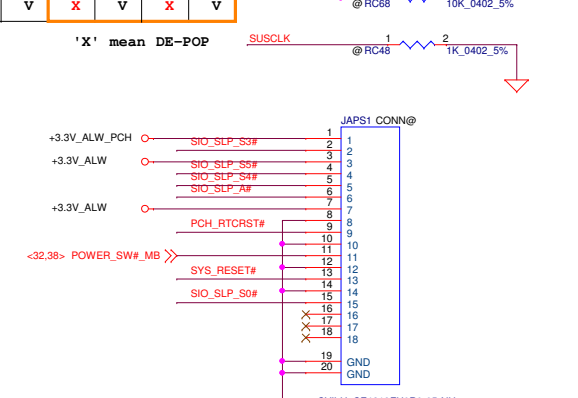 V X V X V
@ RC68 10K_0402_5%
'X' mean DE-POP
SUSCLK 1 2
@ RC48 1K_0402_5%
JAPS1 CONN@
+3.3V_ALW_PCH 1 1
SIO_SLP_S3# 2 2
+3.3V_ALW 3 3
SIO_SLP_S5# 4 4
SIO_SLP_S4# 5 5
SIO_SLP_A# 6 6
+3.3V_ALW 7 7
8 8
PCH_RTCRST# 9 9
10 10
<32,38> POWER_SW#_MB 11 11
12 12
SYS_RESET# 13 13
14 14
SIO_SLP_S0# 15 15
16 16
17 17
18 18
19 GND
20 GND